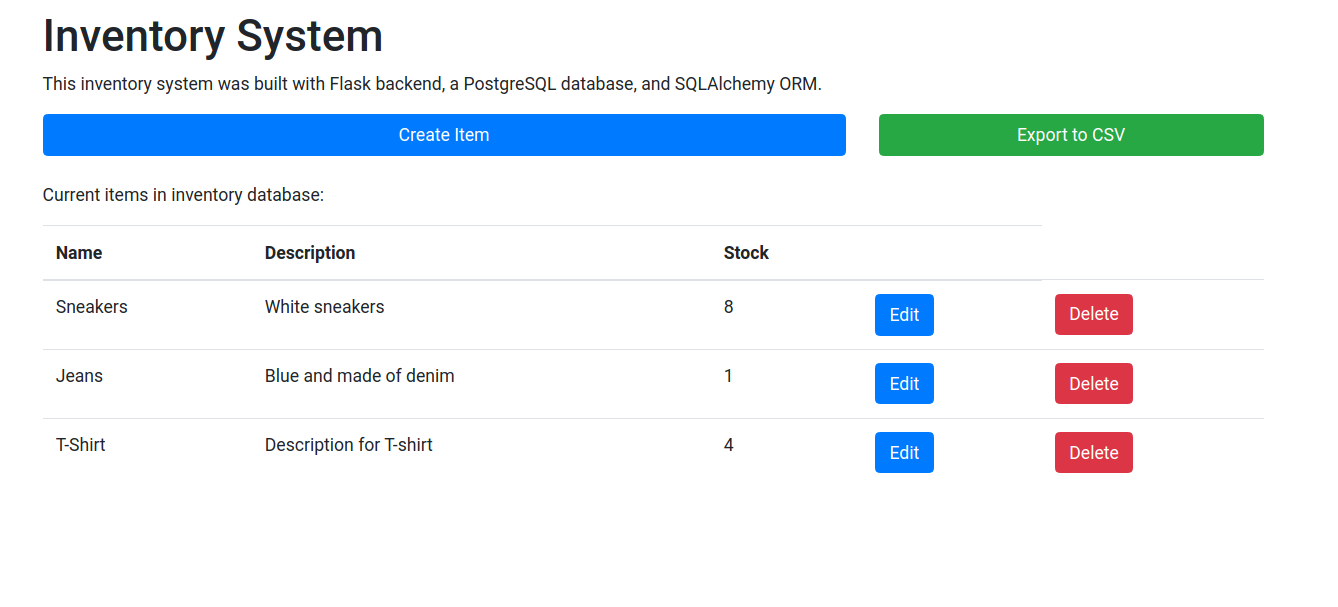 Inventory System
This inventory system was built with Flask backend, a PostgreSQL database, and SQLAlchemy ORM.
Create Item Export to CSV
Current items in inventory database:
Name Description Stock
Sneakers White sneakers 8 Edit Delete
Jeans Blue and made of denim 1 Edit Delete
T-Shirt Description for T-shirt 4 Edit Delete